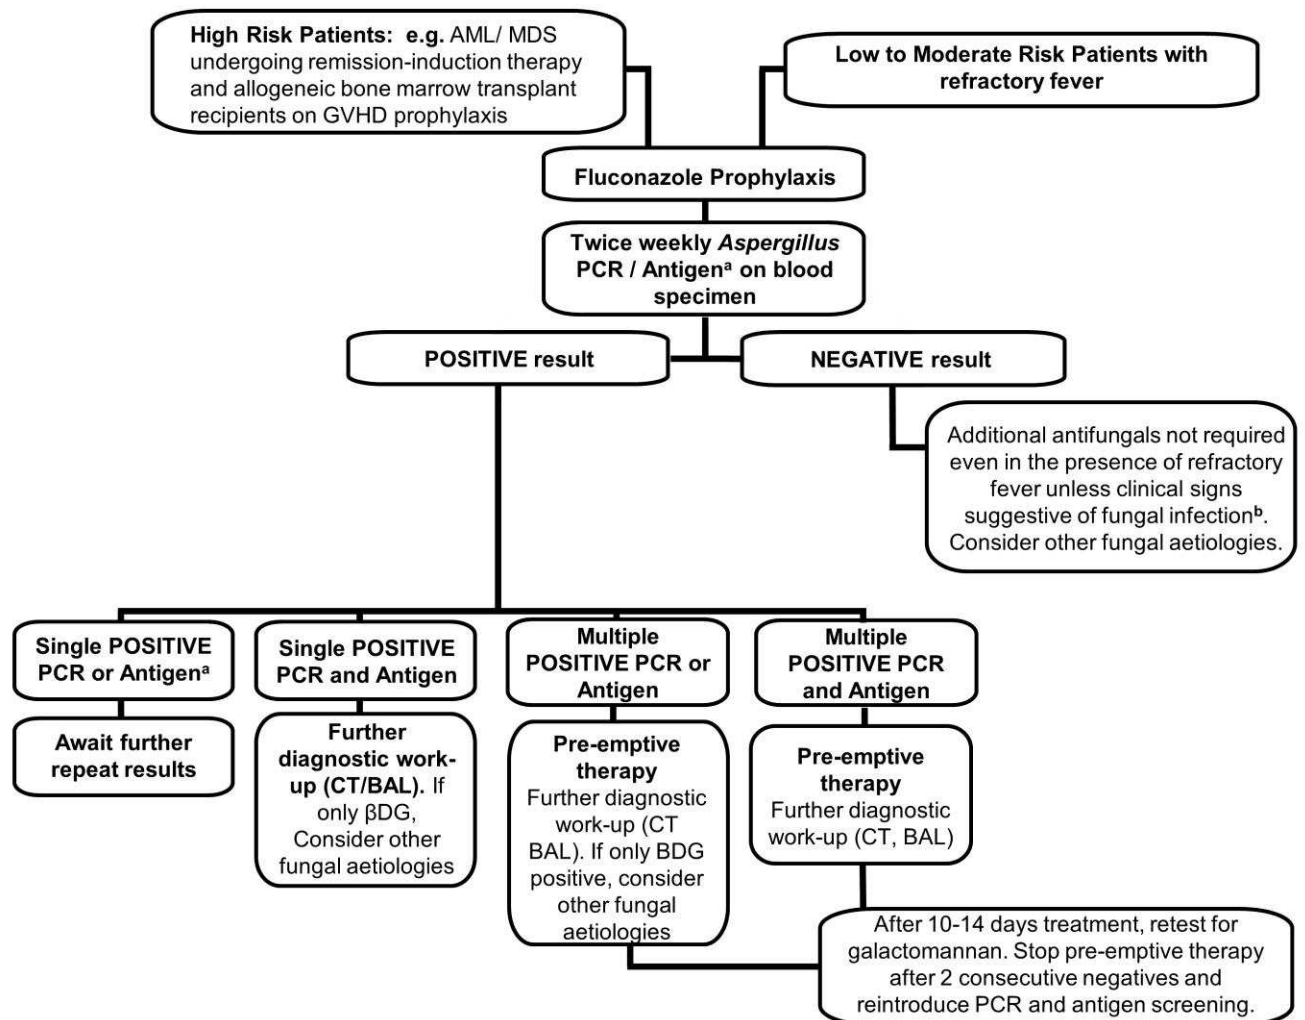 High Risk Patients: e.g. AML/ MDS
undergoing remission-induction therapy
and allogeneic bone marrow transplant
recipients on GVHD prophylaxis
Low to Moderate Risk Patients with
refractory fever
Fluconazole Prophylaxis
Twice weekly Aspergillus
PCR / Antigenᵃ on blood
specimen
POSITIVE result
NEGATIVE result
Additional antifungals not required
even in the presence of refractory
fever unless clinical signs
suggestive of fungal infectionᵇ.
Consider other fungal aetiologies.
Single POSITIVE
PCR or Antigenᵃ
Await further
repeat results
Single POSITIVE
PCR and Antigen
Further
diagnostic work-
up (CT/BAL). If
only βDG,
Consider other
fungal aetiologies
Multiple
POSITIVE PCR or
Antigen
Pre-emptive
therapy
Further diagnostic
work-up (CT
BAL). If only BDG
positive, consider
other fungal
aetiologies
Multiple
POSITIVE PCR
and Antigen
Pre-emptive
therapy
Further diagnostic
work-up (CT, BAL)
After 10-14 days treatment, retest for
galactomannan. Stop pre-emptive therapy
after 2 consecutive negatives and
reintroduce PCR and antigen screening.